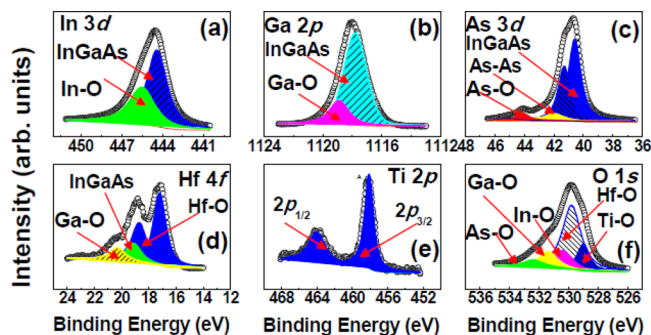 In 3d
(a)
InGaAs
In-O
450 447 444 441
Ga 2p
(b)
InGaAs
Ga-O
1124 1120 1116 1112
As 3d
(c)
InGaAs
As-As
As-O
48 44 40 36
Intensity (arb. units)
InGaAs
Hf 4f
Ga-O
Hf-O
(d)
24 22 20 18 16 14 12
Ti 2p
2p1/2
2p3/2
(e)
468 464 460 456 452
O 1s
Ga-O
Hf-O
In-O
Ti-O
As-O
(f)
536 534 532 530 528 526
Binding Energy (eV)
Binding Energy (eV)
Binding Energy (eV)